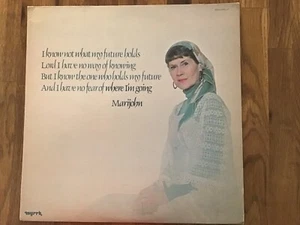 I know not what my future holds
Lord I have no way of knowing
But I know the one who holds my future
And I have no fear of where I'm going
Marijohn
myrrh